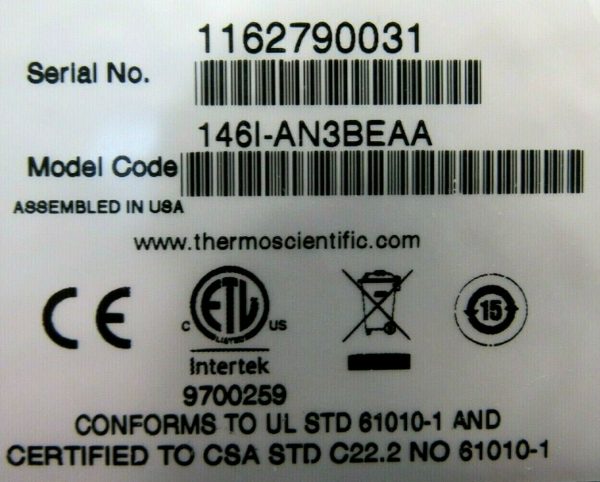 1162790031
Serial No.
146I-AN3BEAA
Model Code
ASSEMBLED IN USA
www.thermoscientific.com
CE
ETL
C US
LISTED
15
Intertek
9700259
CONFORMS TO UL STD 61010-1 AND
CERTIFIED TO CSA STD C22.2 NO 61010-1